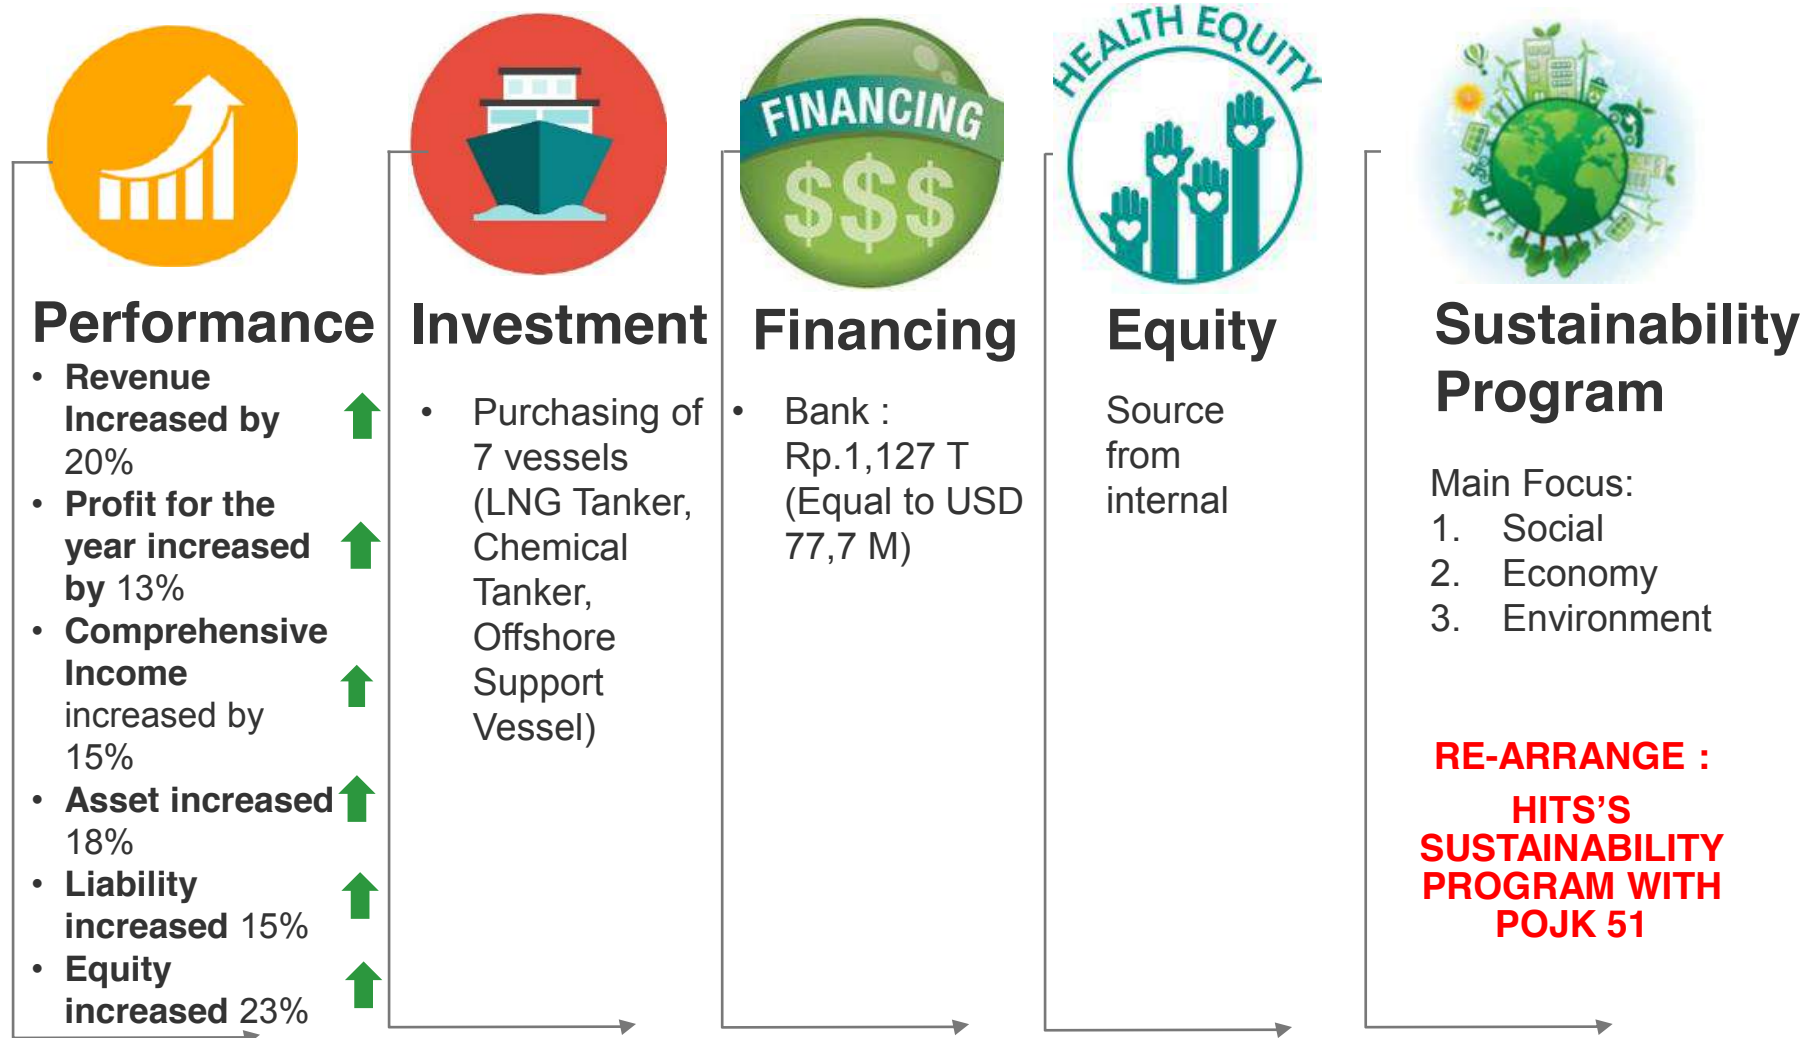 FINANCING
$$$
HEALTH EQUITY
Performance
• Revenue
Increased by
20%
• Profit for the
year increased
by 13%
• Comprehensive
Income
increased by
15%
• Asset increased
18%
• Liability
increased 15%
• Equity
increased 23%
Investment
• Purchasing of
7 vessels
(LNG Tanker,
Chemical
Tanker,
Offshore
Support
Vessel)
Financing
• Bank :
Rp.1,127 T
(Equal to USD
77,7 M)
Equity
Source
from
internal
Sustainability
Program
Main Focus:
1. Social
2. Economy
3. Environment
RE-ARRANGE :
HITS’S
SUSTAINABILITY
PROGRAM WITH
POJK 51